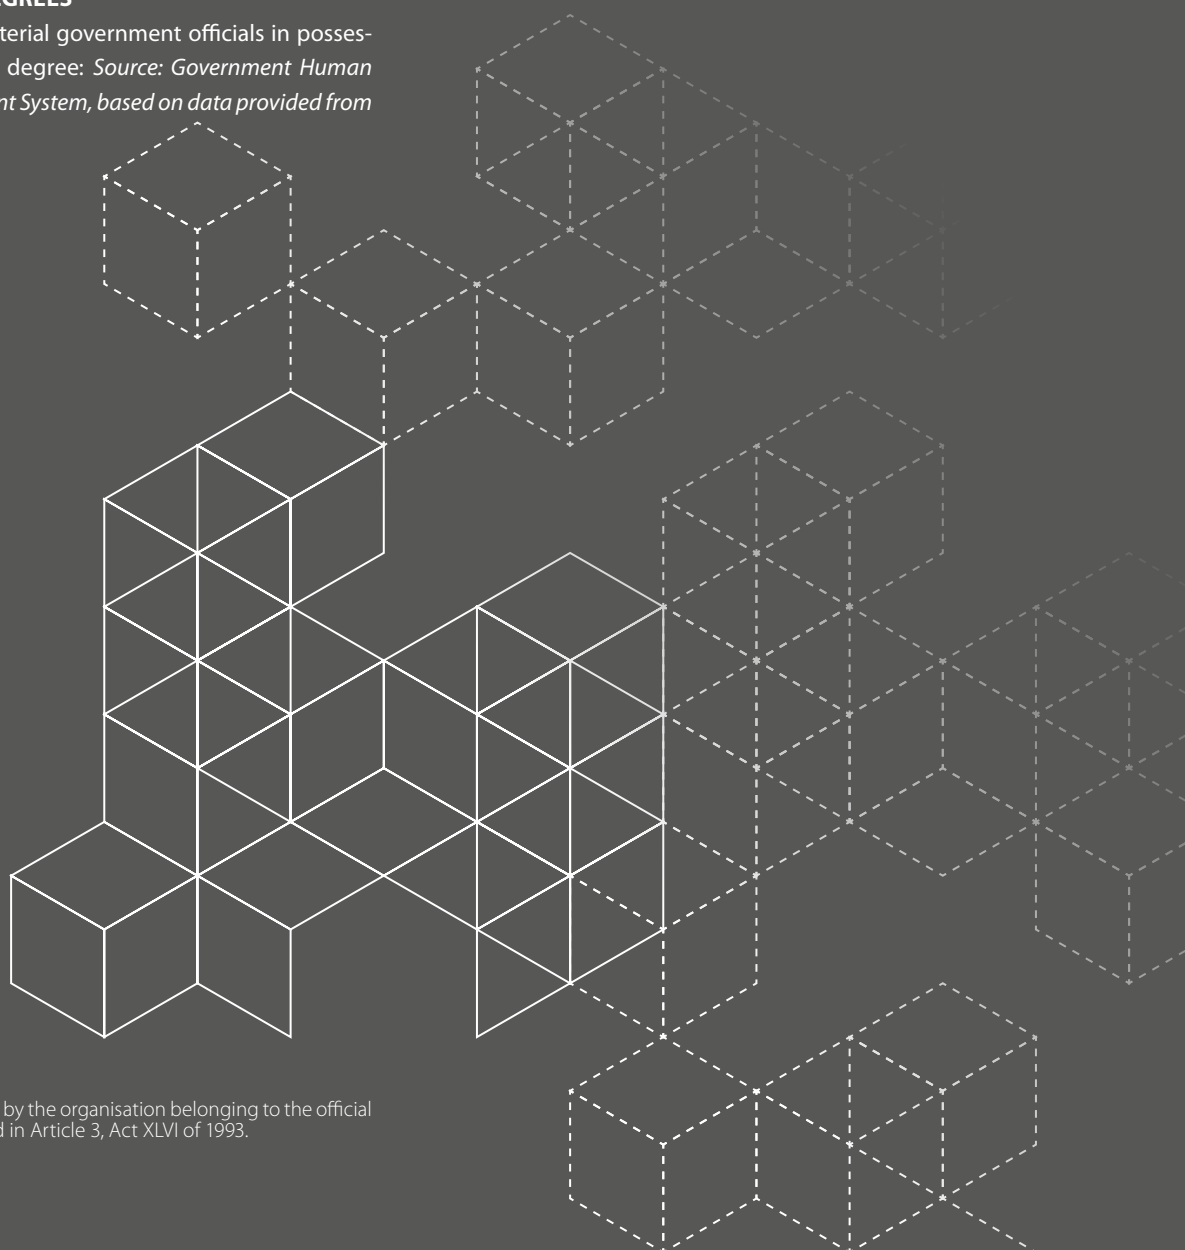 EGREES
terial government officials in posses-
degree: Source: Government Human
nt System, based on data provided from
by the organisation belonging to the official
d in Article 3, Act XLVI of 1993.